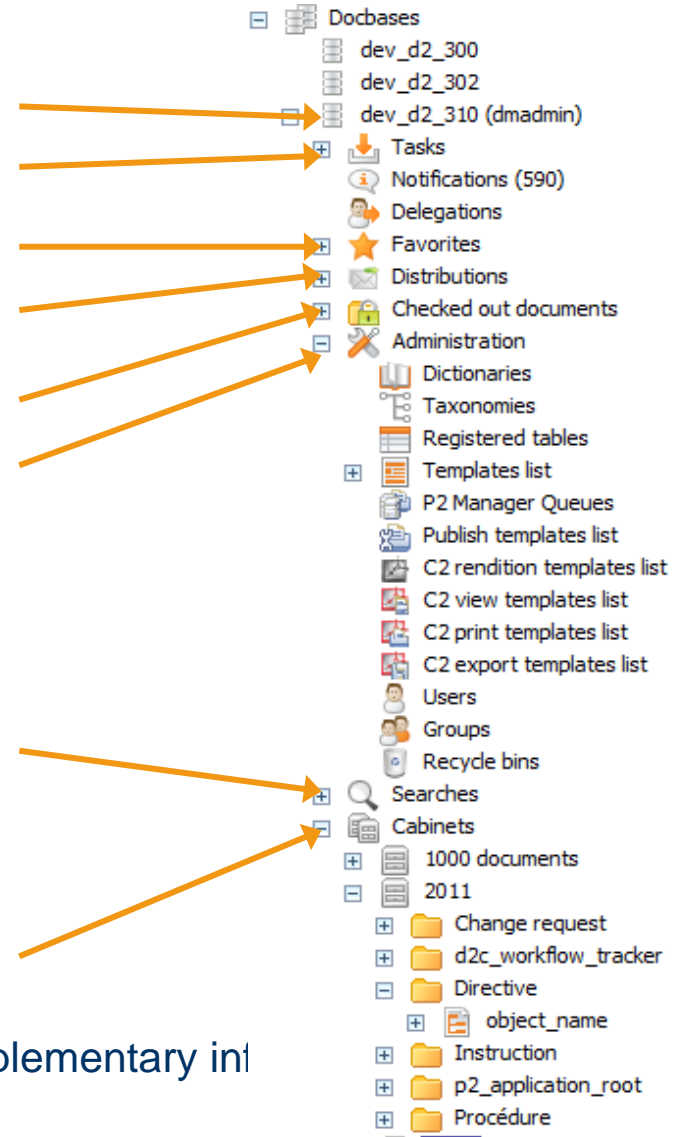 Docbases
dev_d2_300
dev_d2_302
dev_d2_310 (dmadmin)
Tasks
Notifications (590)
Delegations
Favorites
Distributions
Checked out documents
Administration
Dictionaries
Taxonomies
Registered tables
Templates list
P2 Manager Queues
Publish templates list
C2 rendition templates list
C2 view templates list
C2 print templates list
C2 export templates list
Users
Groups
Recycle bins
Searches
Cabinets
1000 documents
2011
Change request
d2c_workflow_tracker
Directive
object_name
Instruction
p2_application_root
Procédure